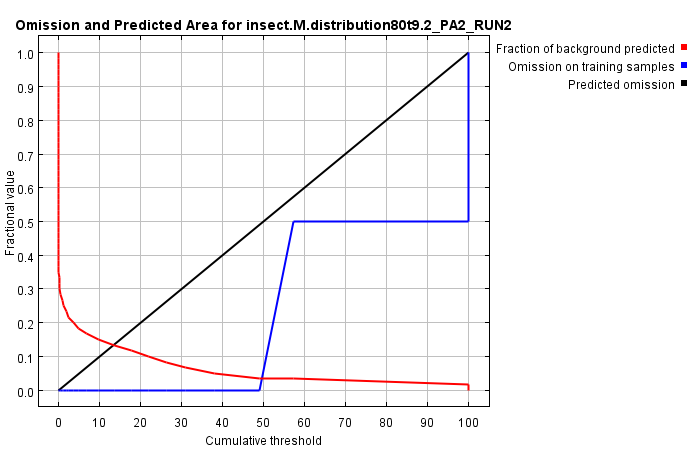 Omission and Predicted Area for insect.M.distribution80t9.2_PA2_RUN2
Fraction of background predicted
Omission on training samples
Predicted omission
1.0
0.9
0.8
0.7
0.6
0.5
0.4
0.3
0.2
0.1
0.0
Fractional value
0 10 20 30 40 50 60 70 80 90 100
Cumulative threshold